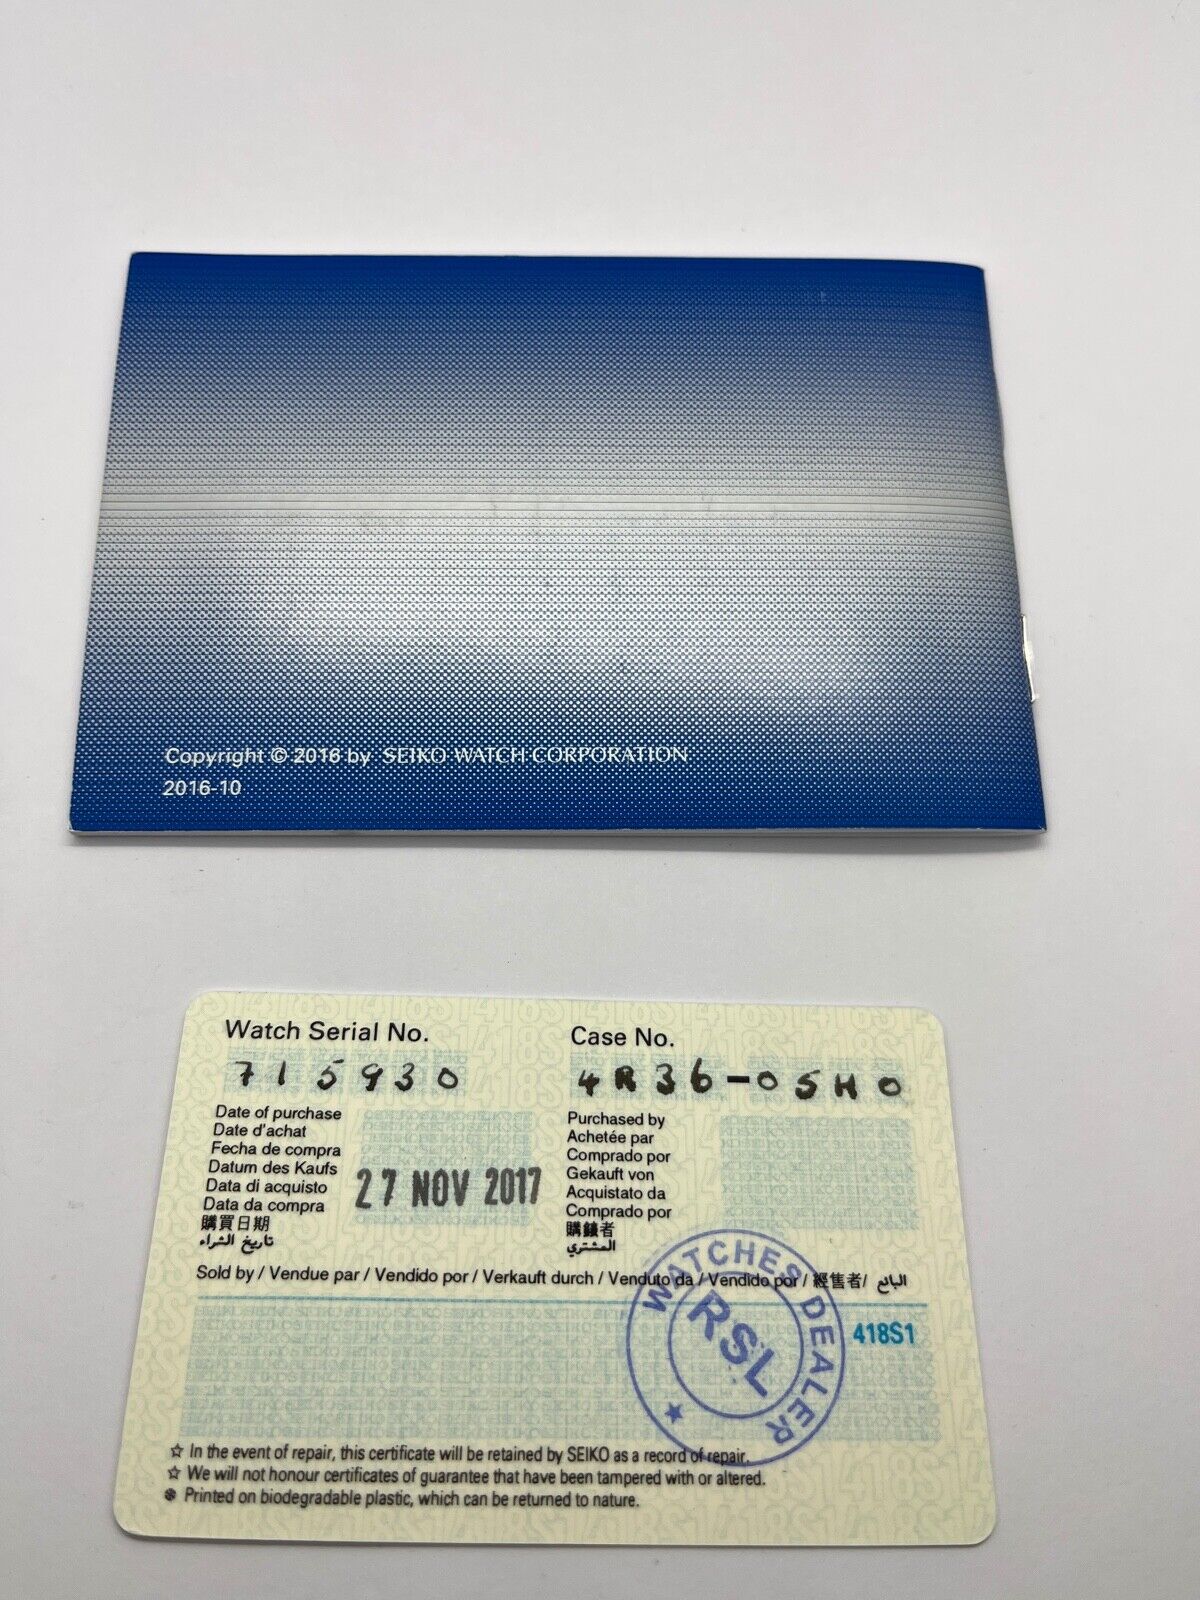 Copyright © 2016 by SEIKO WATCH CORPORATION
2016-10
Watch Serial No.
715930
Case No.
4R36-05H0
Date of purchase
Date d'achat
Fecha de compra
Datum des Kaufs
Data di acquisto
Data da compra
購買日期
تاريخ الشراء
27 NOV 2017
Purchased by
Achetée par
Comprado por
Gekauft von
Acquistato da
Comprado por
購錶者
المشتري
Sold by / Vendue par / Vendido por / Verkauft durch / Venduto da / Vendido por / 經售者/ البائع
WATCHES DEALER
RSL
418S1
☆ In the event of repair, this certificate will be retained by SEIKO as a record of repair.
☆ We will not honour certificates of guarantee that have been tampered with or altered.
❃ Printed on biodegradable plastic, which can be returned to nature.